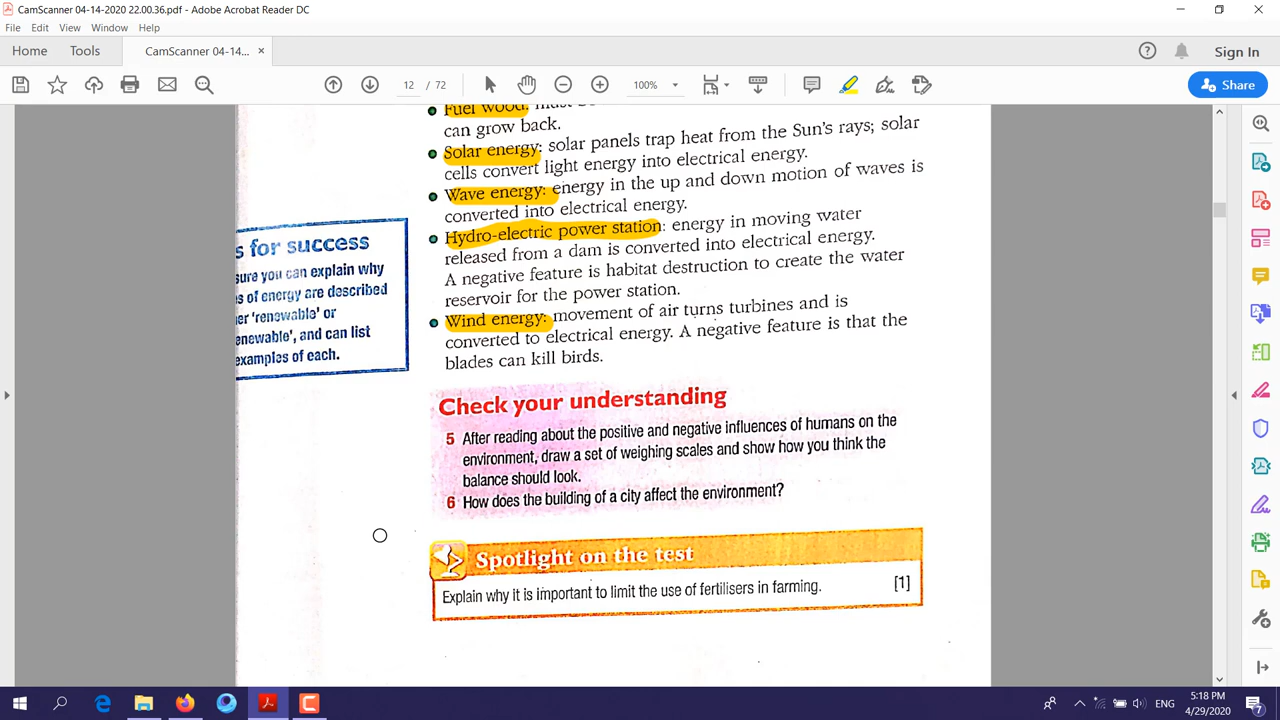 CamScanner 04-14-2020 22.00.36.pdf - Adobe Acrobat Reader DC
File Edit View Window Help
Home Tools CamScanner 04-14... × Sign In
12 / 72 100% Share
Fuel wood:
can grow back.
Solar energy: solar panels trap heat from the Sun's rays; solar
cells convert light energy into electrical energy.
Wave energy: energy in the up and down motion of waves is
converted into electrical energy.
Hydro-electric power station: energy in moving water
released from a dam is converted into electrical energy.
A negative feature is habitat destruction to create the water
reservoir for the power station.
Wind energy: movement of air turns turbines and is
converted to electrical energy. A negative feature is that the
blades can kill birds.
s for success
sure you can explain why
es of energy are described
er 'renewable' or
enewable', and can list
examples of each.
Check your understanding
5 After reading about the positive and negative influences of humans on the
environment, draw a set of weighing scales and show how you think the
balance should look.
6 How does the building of a city affect the environment?
Spotlight on the test
Explain why it is important to limit the use of fertilisers in farming. [1]
ENG
5:18 PM
4/29/2020
7